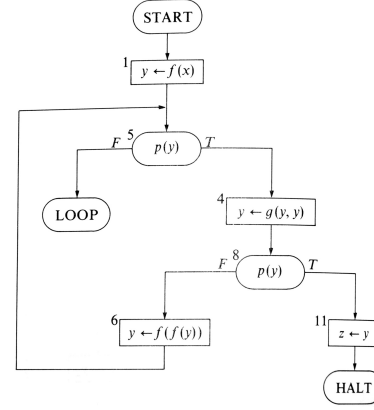 START
1
y ← f(x)
F 5 p(y) T
LOOP
4
y ← g(y, y)
F 8 p(y) T
6
y ← f(f(y))
11
z ← y
HALT